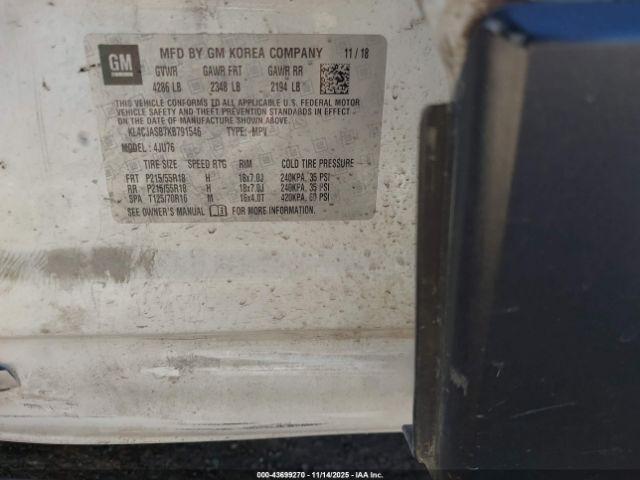 GM
MFD BY GM KOREA COMPANY 11 / 18
GVWR GAWR FRT GAWR RR
4286 LB 2348 LB 2194 LB
THIS VEHICLE CONFORMS TO ALL APPLICABLE U.S. FEDERAL MOTOR
VEHICLE SAFETY AND THEFT PREVENTION STANDARDS IN EFFECT
ON THE DATE OF MANUFACTURE SHOWN ABOVE.
KL4CJASB7KB791546 TYPE: MPV
MODEL: 4JU76
TIRE SIZE SPEED RTG RIM COLD TIRE PRESSURE
FRT P215/55R18 H 18x7.0J 240KPA, 35 PSI
RR P215/55R18 H 18x7.0J 240KPA, 35 PSI
SPA T125/70R16 M 16x4.0T 420KPA, 60 PSI
SEE OWNER'S MANUAL FOR MORE INFORMATION.
000-43699270 - 11/14/2025 - IAA Inc.